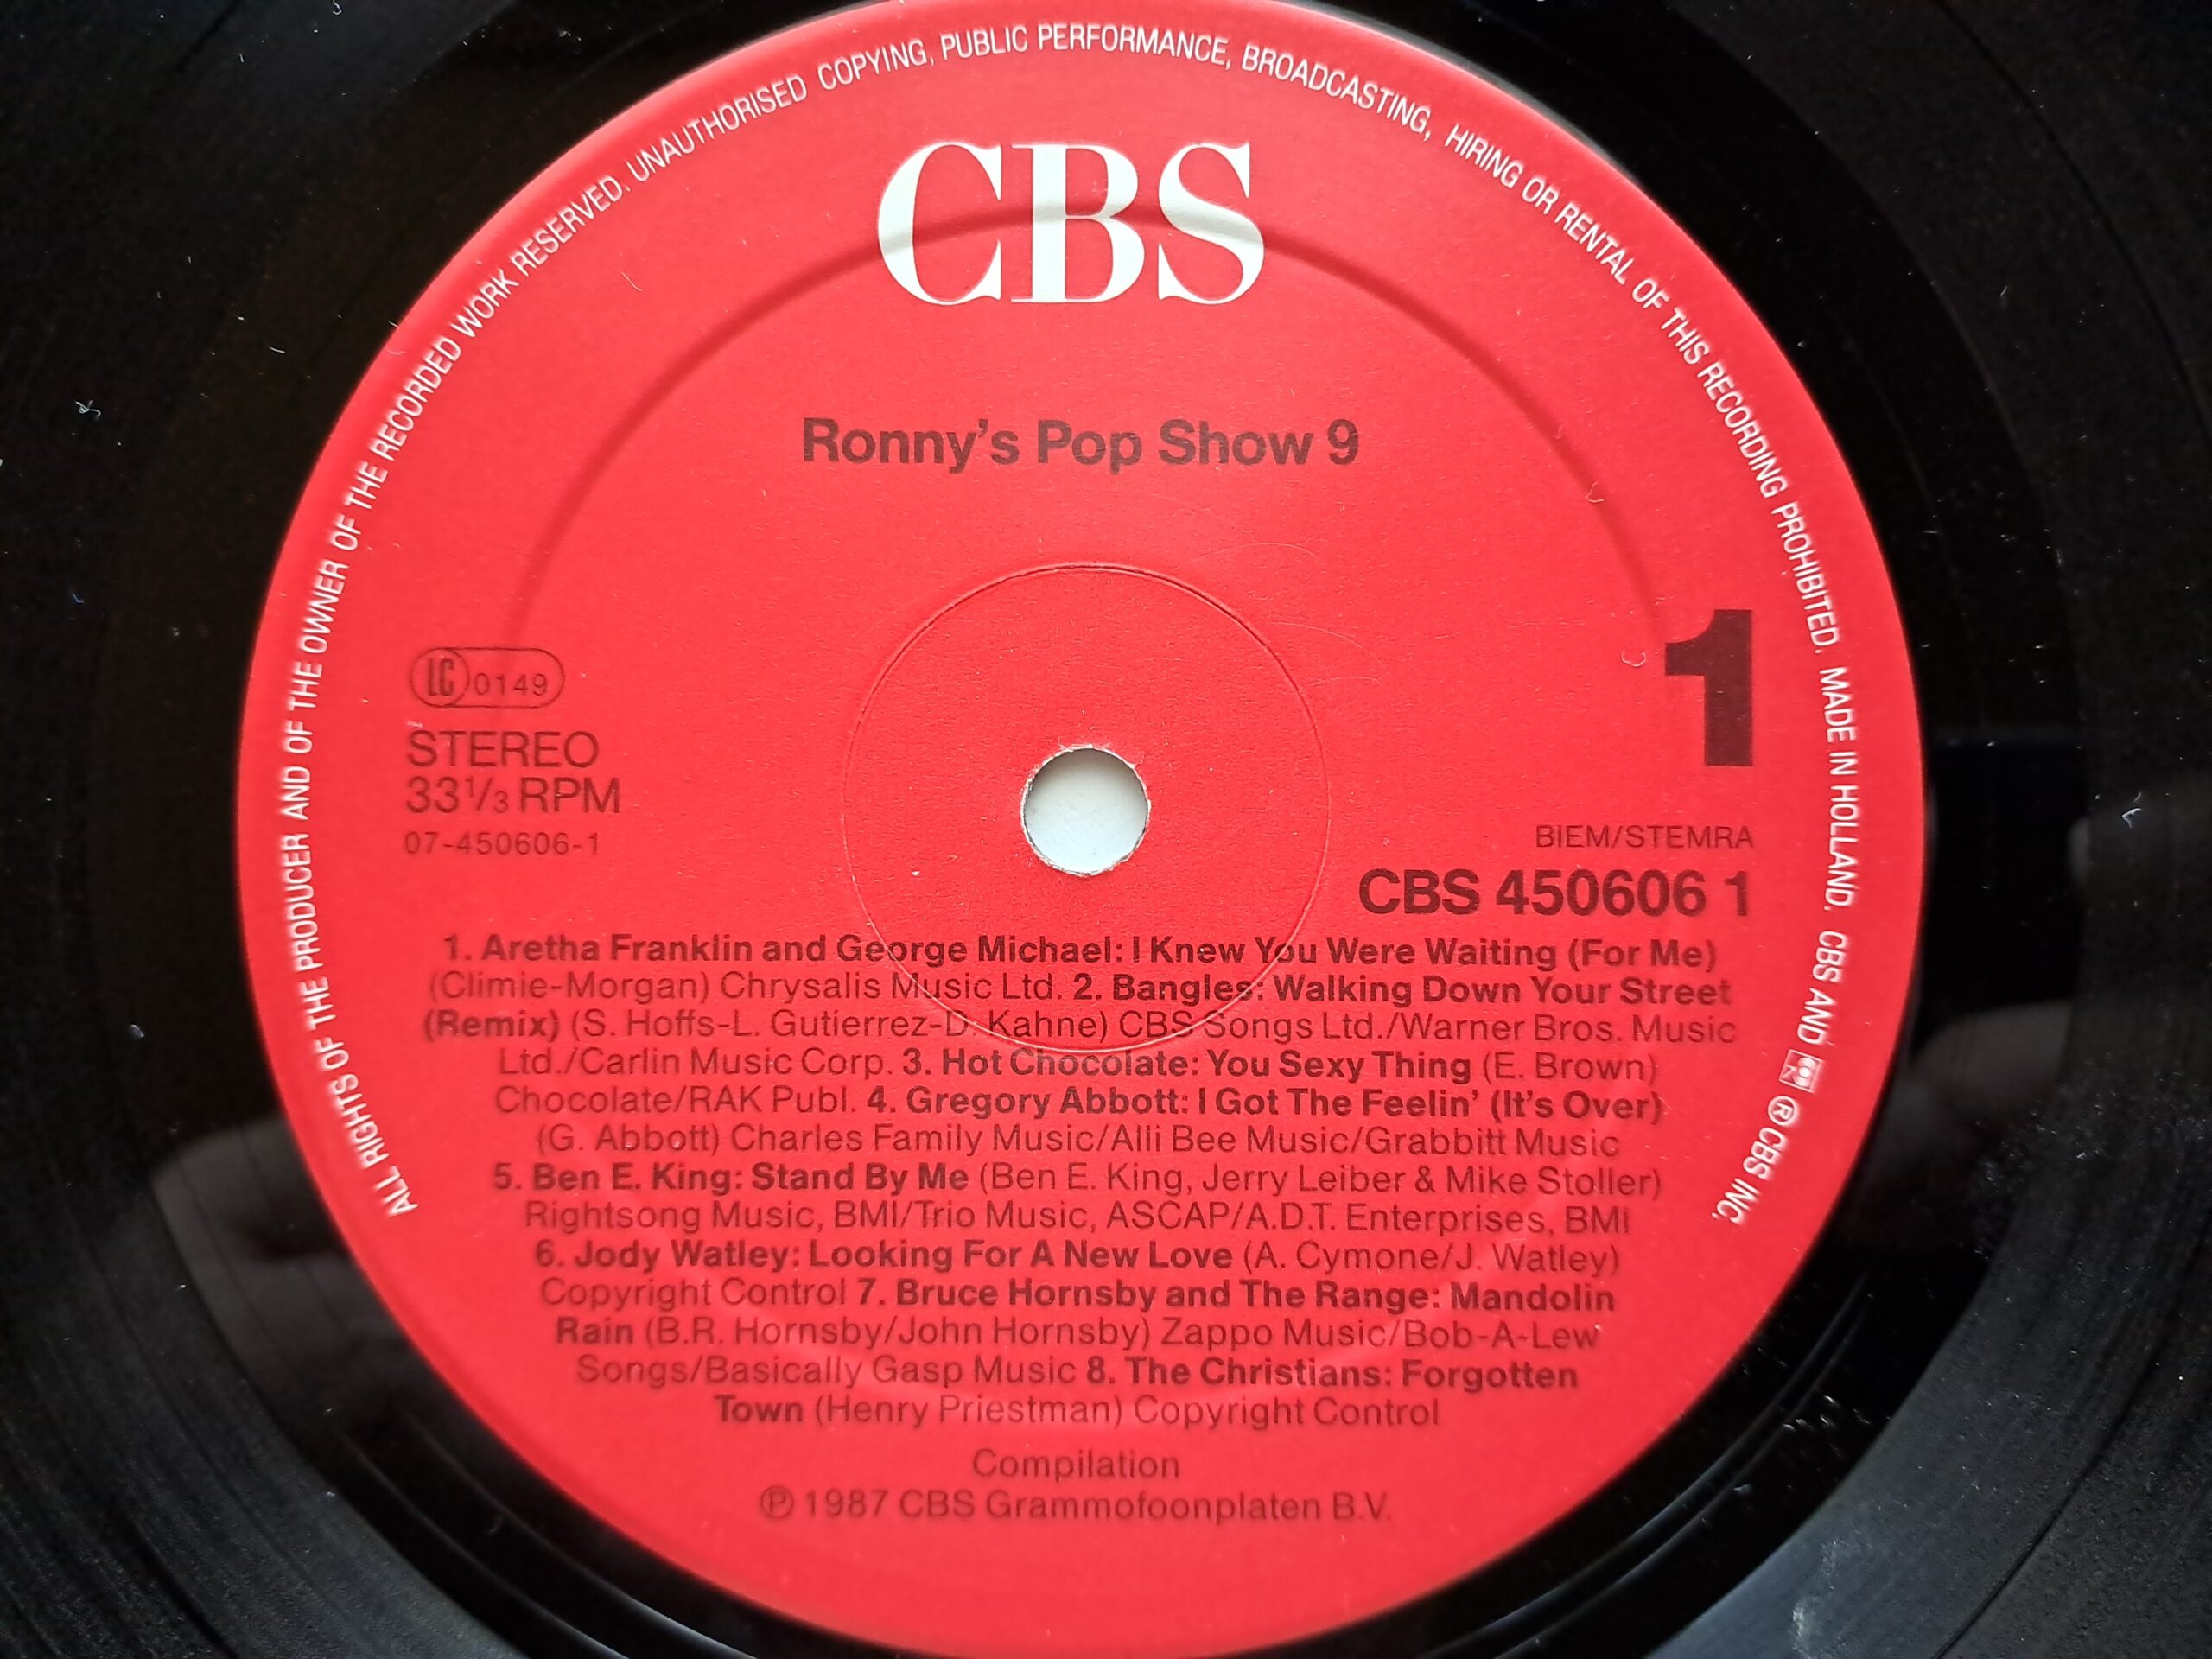 ALL RIGHTS OF THE PRODUCER AND OF THE OWNER OF THE RECORDED WORK RESERVED. UNAUTHORISED COPYING, PUBLIC PERFORMANCE, BROADCASTING, HIRING OR RENTAL OF THIS RECORDING PROHIBITED. MADE IN HOLLAND. CBS AND ® CBS INC.
CBS
Ronny's Pop Show 9
LC 0149
STEREO
33 1/3 RPM
07-450606-1
1
BIEM/STEMRA
CBS 450606 1
1. Aretha Franklin and George Michael: I Knew You Were Waiting (For Me)
(Climie-Morgan) Chrysalis Music Ltd. 2. Bangles: Walking Down Your Street
(Remix) (S. Hoffs-L. Gutierrez-D. Kahne) CBS Songs Ltd./Warner Bros. Music
Ltd./Carlin Music Corp. 3. Hot Chocolate: You Sexy Thing (E. Brown)
Chocolate/RAK Publ. 4. Gregory Abbott: I Got The Feelin' (It's Over)
(G. Abbott) Charles Family Music/Alli Bee Music/Grabbitt Music
5. Ben E. King: Stand By Me (Ben E. King, Jerry Leiber & Mike Stoller)
Rightsong Music, BMI/Trio Music, ASCAP/A.D.T. Enterprises, BMI
6. Jody Watley: Looking For A New Love (A. Cymone/J. Watley)
Copyright Control 7. Bruce Hornsby and The Range: Mandolin
Rain (B.R. Hornsby/John Hornsby) Zappo Music/Bob-A-Lew
Songs/Basically Gasp Music 8. The Christians: Forgotten
Town (Henry Priestman) Copyright Control
Compilation
℗ 1987 CBS Grammofoonplaten B.V.